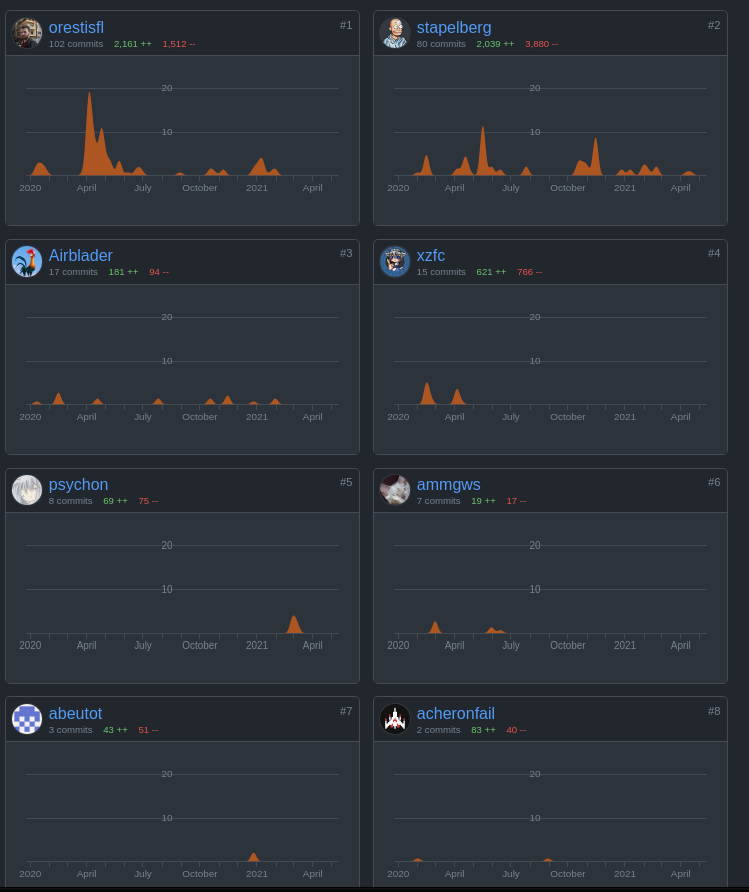 orestisfl #1
102 commits 2,161 ++ 1,512 --
20
10
2020 April July October 2021 April
stapelberg #2
80 commits 2,039 ++ 3,880 --
20
10
2020 April July October 2021 April
Airblader #3
17 commits 181 ++ 94 --
20
10
2020 April July October 2021 April
xzfc #4
15 commits 621 ++ 766 --
20
10
2020 April July October 2021 April
psychon #5
8 commits 69 ++ 75 --
20
10
2020 April July October 2021 April
ammgws #6
7 commits 19 ++ 17 --
20
10
2020 April July October 2021 April
abeutot #7
3 commits 43 ++ 51 --
20
10
2020 April July October 2021 April
acheronfail #8
2 commits 83 ++ 40 --
20
10
2020 April July October 2021 April